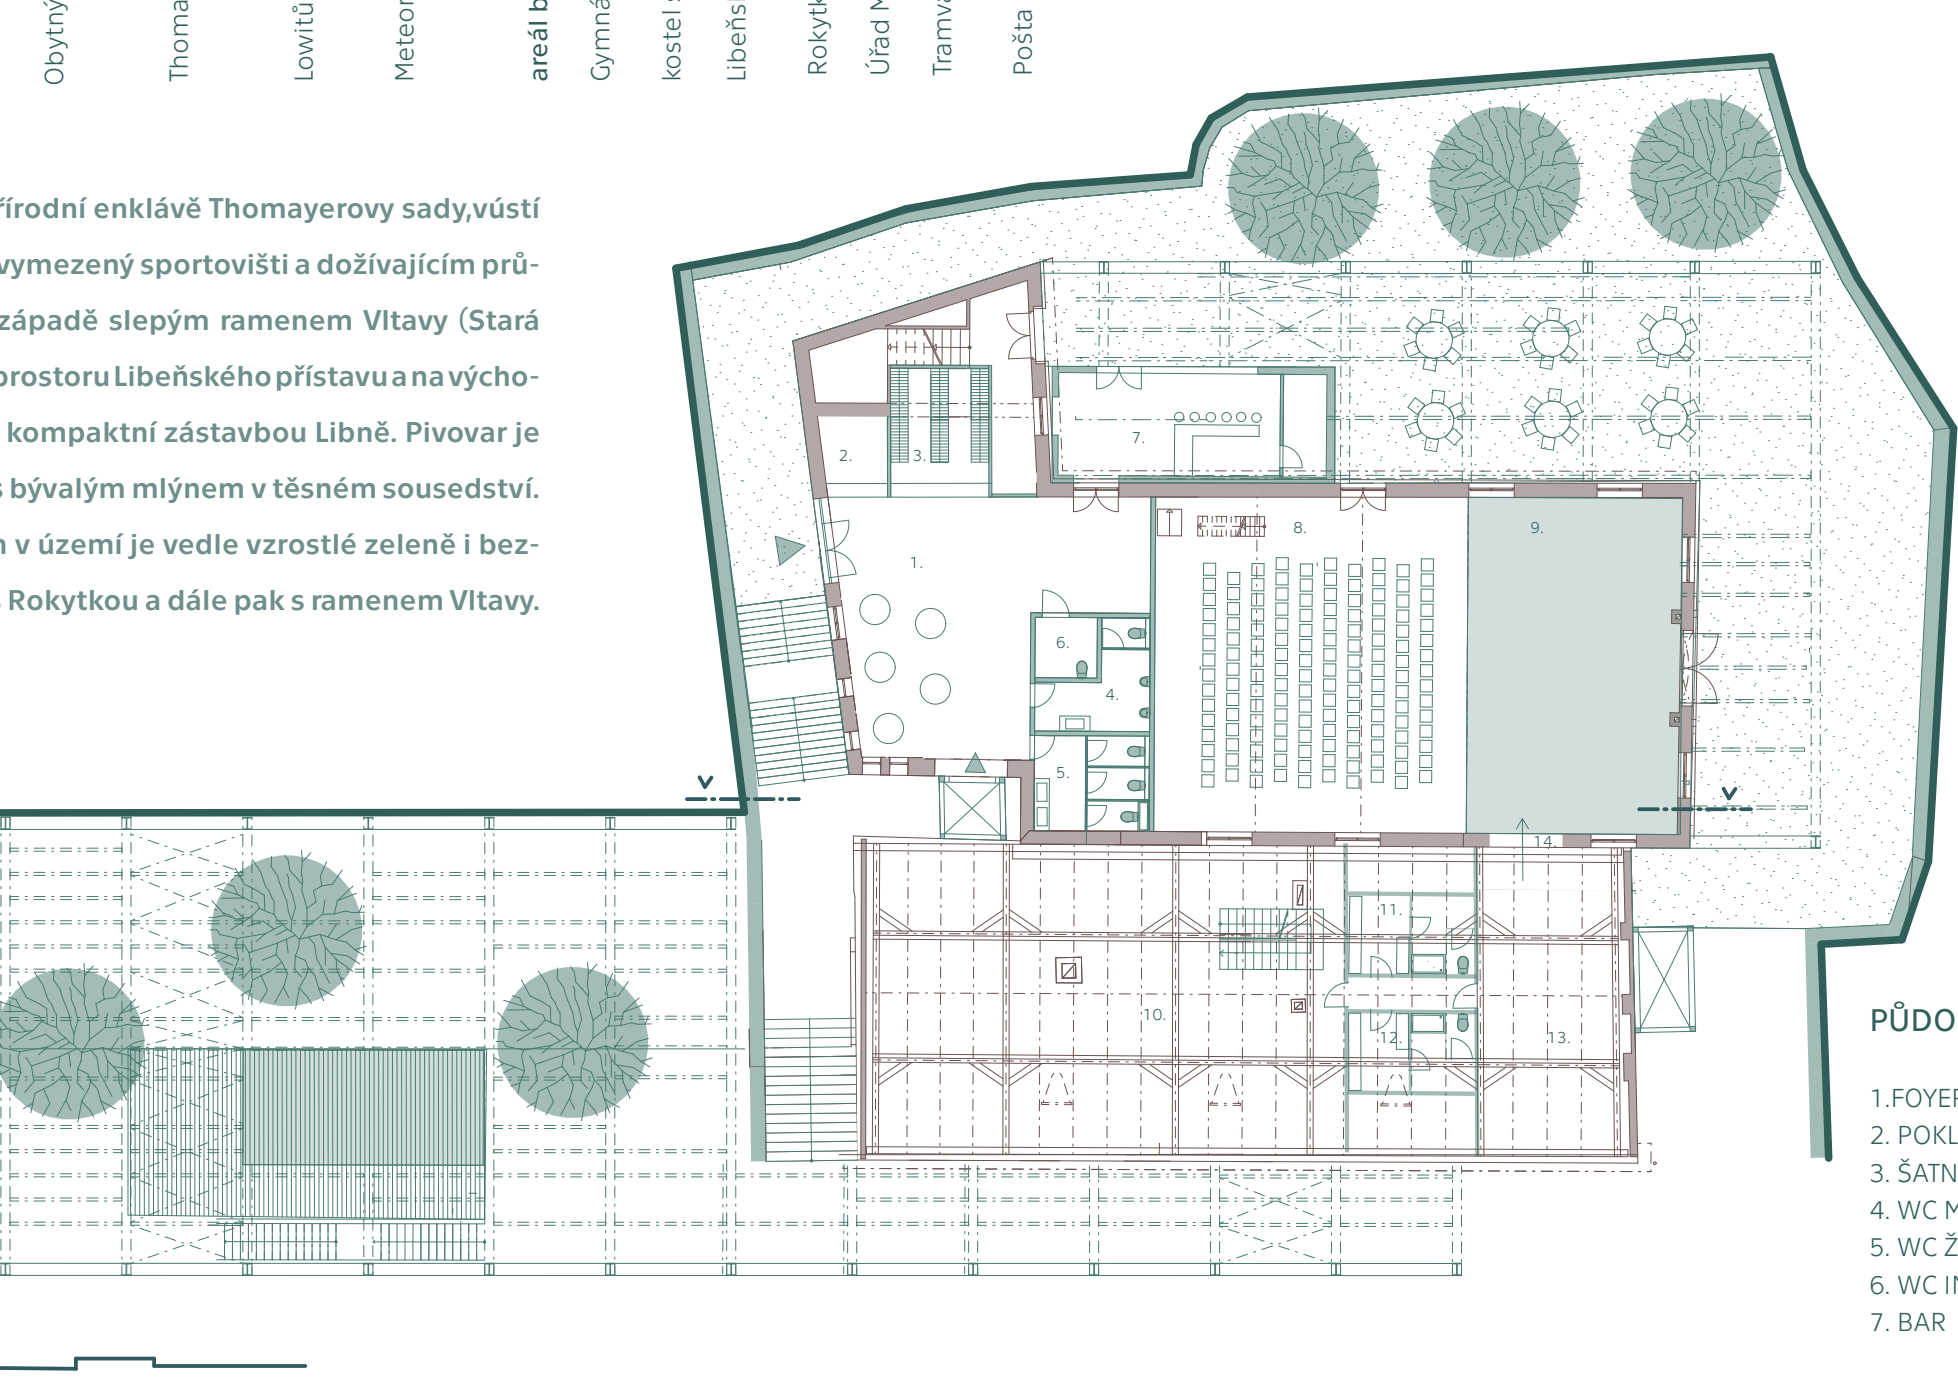 Obytný
Thoma
Lowitů
Meteor
areál b
Gymná
kostel
Libeňsk
Rokytk
Úřad M
Tramva
Pošta
řírodní enklávě Thomayerovy sady,vústí
vymezený sportovišti a dožívajícím prů-
západě slepým ramenem Vltavy (Stará
prostoru Libeňského přístavu a na výcho-
kompaktní zástavbou Libně. Pivovar je
s bývalým mlýnem v těsném sousedství.
v území je vedle vzrostlé zeleně i bez-
Rokytkou a dále pak s ramenem Vltavy.
1.
2.
3.
4.
5.
6.
7.
8.
9.
10.
11.
12.
13.
14.
PŮDO
1.FOYER
2. POKL
3. ŠATN
4. WC M
5. WC Ž
6. WC IN
7. BAR